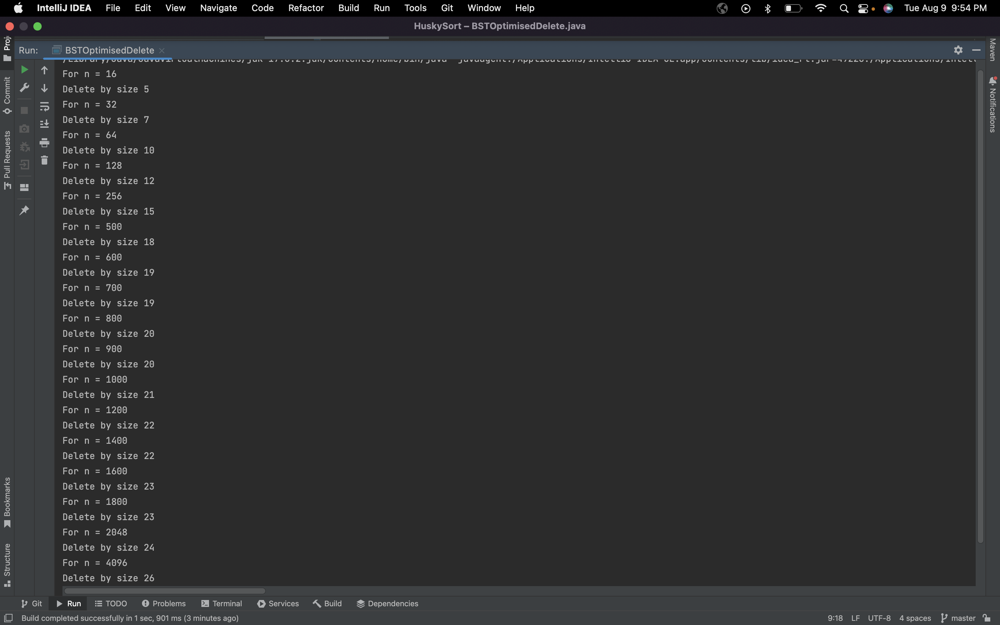 IntelliJ IDEA File Edit View Navigate Code Refactor Build Run Tools Git Window Help Tue Aug 9 9:54 PM
HuskySort – BSTOptimisedDelete.java
Run: BSTOptimisedDelete
For n = 16
Delete by size 5
For n = 32
Delete by size 7
For n = 64
Delete by size 10
For n = 128
Delete by size 12
For n = 256
Delete by size 15
For n = 500
Delete by size 18
For n = 600
Delete by size 19
For n = 700
Delete by size 19
For n = 800
Delete by size 20
For n = 900
Delete by size 20
For n = 1000
Delete by size 21
For n = 1200
Delete by size 22
For n = 1400
Delete by size 22
For n = 1600
Delete by size 23
For n = 1800
Delete by size 23
For n = 2048
Delete by size 24
For n = 4096
Delete by size 26
Commit
Pull Requests
Bookmarks
Structure
Maven
Notifications
Git Run TODO Problems Terminal Services Build Dependencies
Build completed successfully in 1 sec, 901 ms (3 minutes ago) 9:18 LF UTF-8 4 spaces master